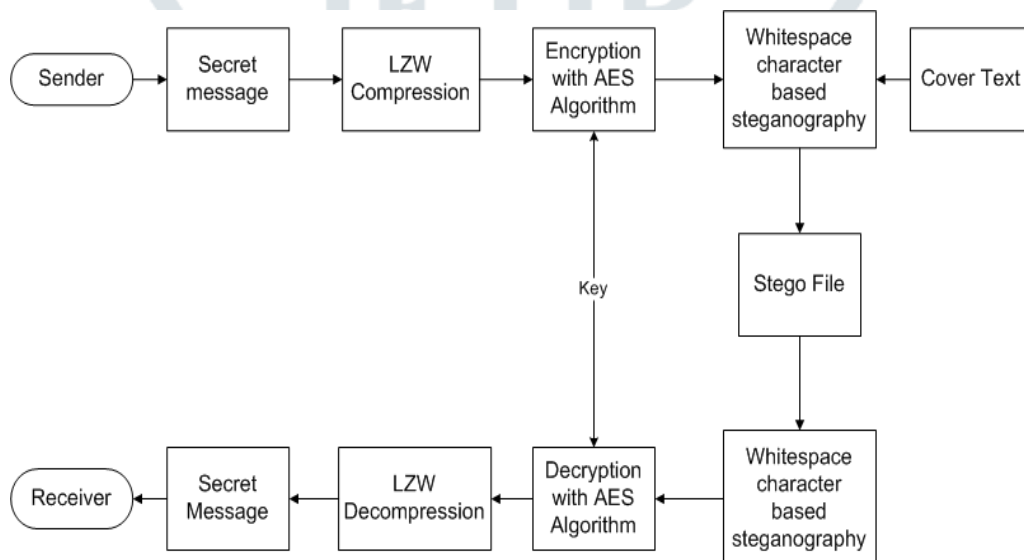 Sender
Secret
message
LZW
Compression
Encryption
with AES
Algorithm
Whitespace
character
based
steganography
Cover Text
Key
Stego File
Receiver
Secret
Message
LZW
Decompression
Decryption
with AES
Algorithm
Whitespace
character
based
steganography